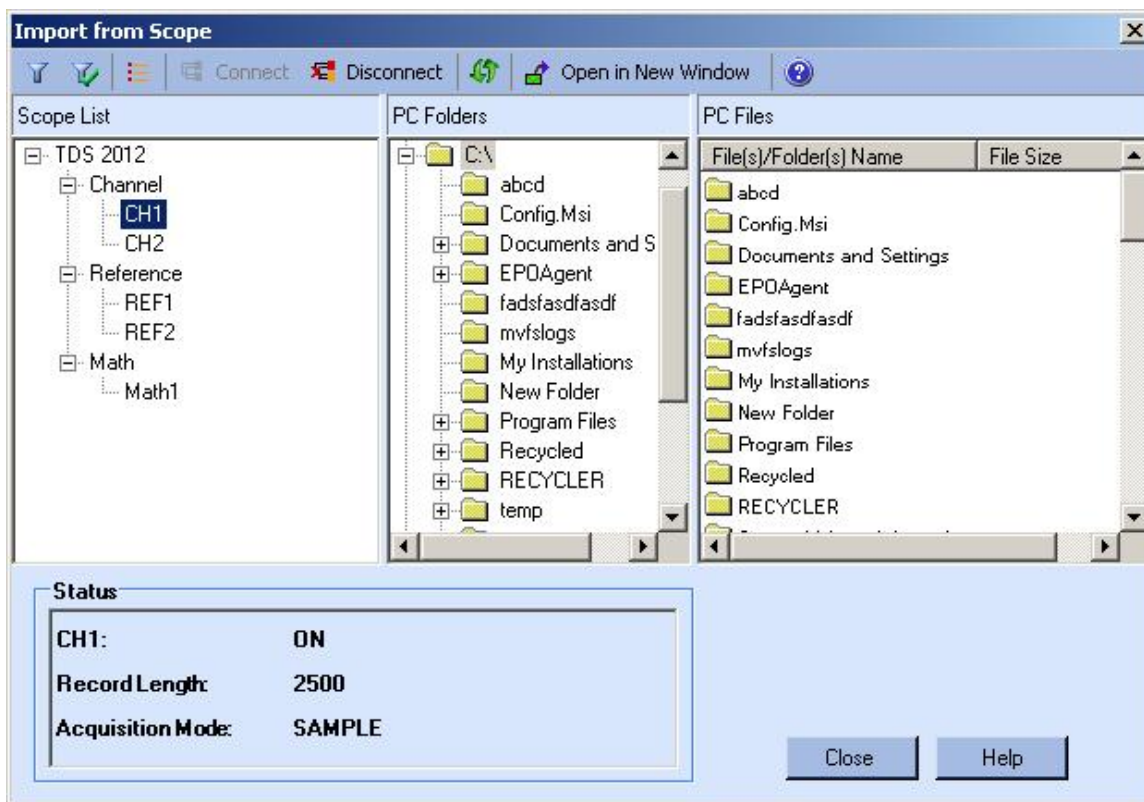 Import from Scope
Connect Disconnect Open in New Window
Scope List
TDS 2012
Channel
CH1
CH2
Reference
REF1
REF2
Math
Math1
PC Folders
C:\
abcd
Config.Msi
Documents and S
EPOAgent
fadsfasdfasdf
mvfslogs
My Installations
New Folder
Program Files
Recycled
RECYCLER
temp
PC Files
File(s)/Folder(s) Name File Size
abcd
Config.Msi
Documents and Settings
EPOAgent
fadsfasdfasdf
mvfslogs
My Installations
New Folder
Program Files
Recycled
RECYCLER
Status
CH1: ON
Record Length: 2500
Acquisition Mode: SAMPLE
Close Help